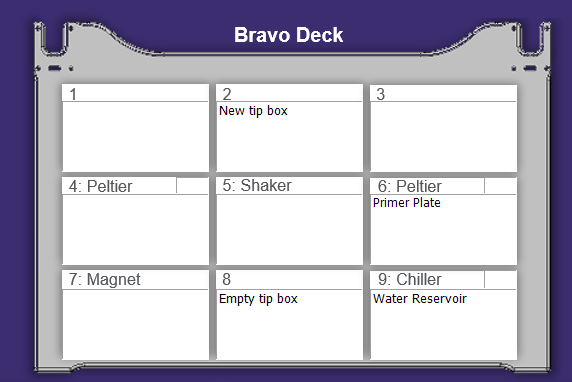 Bravo Deck
1
2
3
New tip box
4: Peltier
5: Shaker
6: Peltier
Primer Plate
7: Magnet
8
9: Chiller
Empty tip box
Water Reservoir